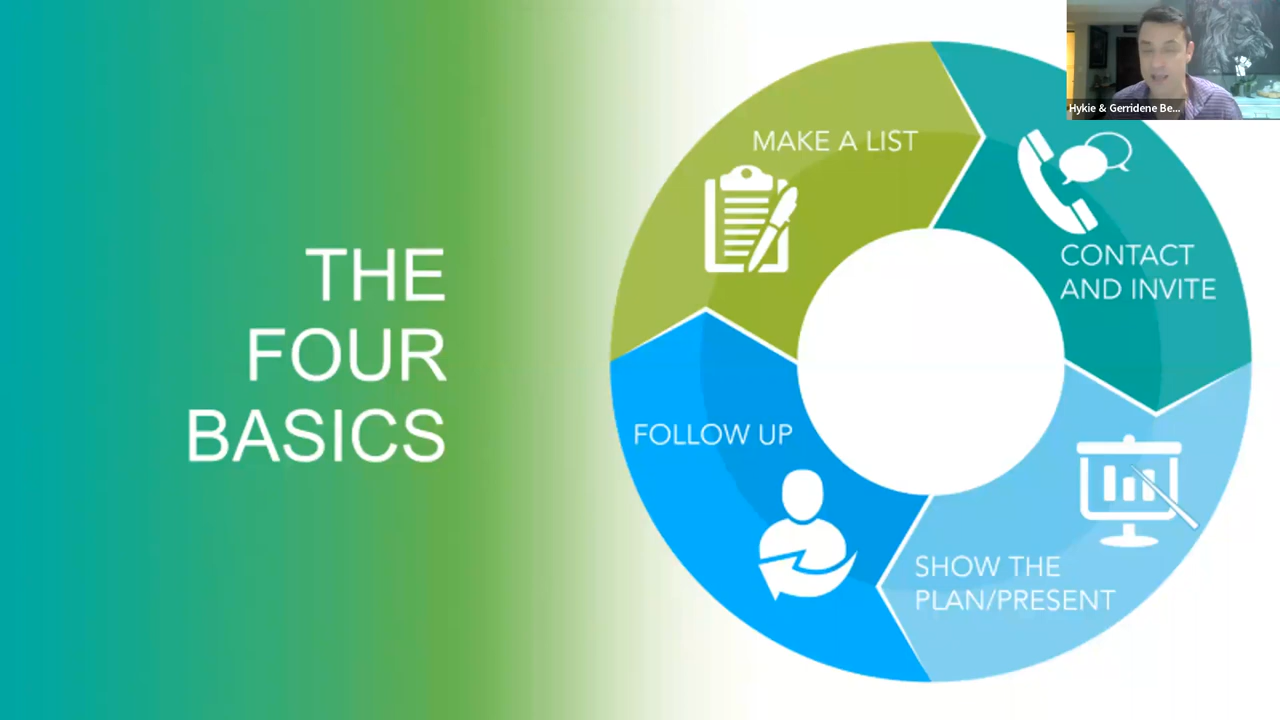 THE
FOUR
BASICS
MAKE A LIST
CONTACT
AND INVITE
SHOW THE
PLAN/PRESENT
FOLLOW UP
Hykie & Gerridene Be...